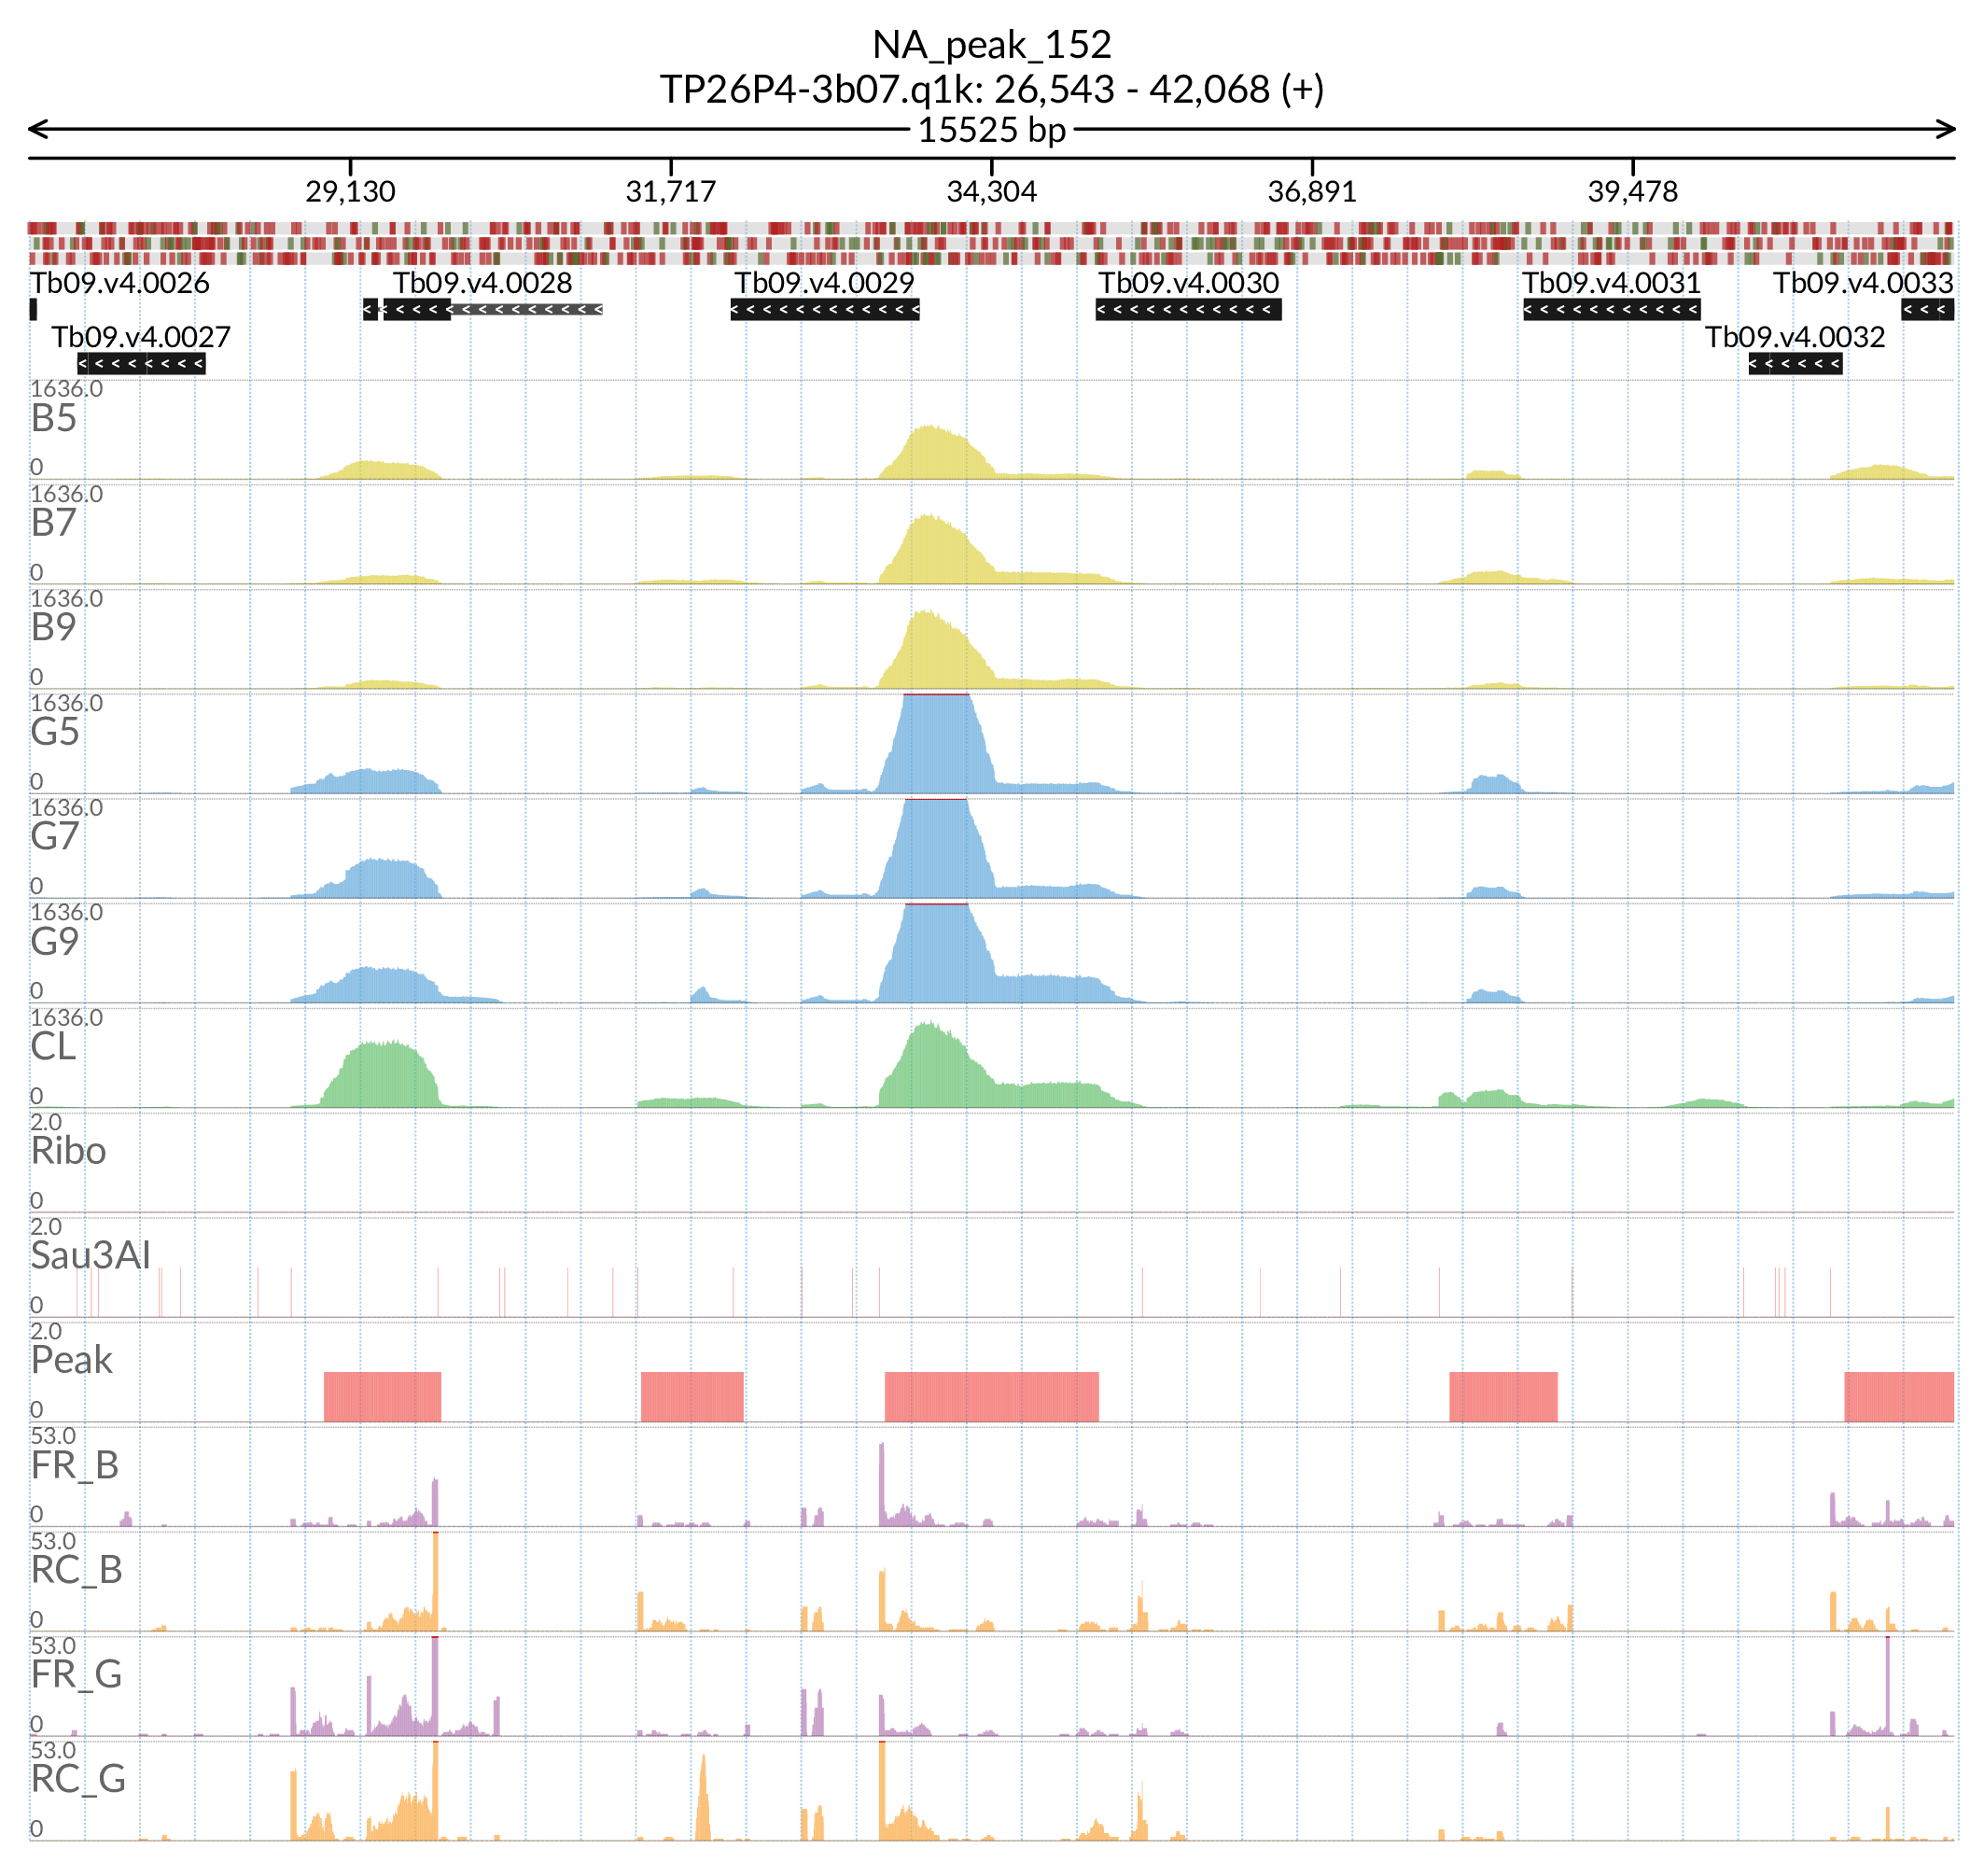 NA_peak_152
TP26P4-3b07.q1k: 26,543 - 42,068 (+)
15525 bp
29,130 31,717 34,304 36,891 39,478
Tb09.v4.0026 Tb09.v4.0028 Tb09.v4.0029 Tb09.v4.0030 Tb09.v4.0031 Tb09.v4.0033
Tb09.v4.0027 Tb09.v4.0032
1636.0
B5
0
1636.0
B7
0
1636.0
B9
0
1636.0
G5
0
1636.0
G7
0
1636.0
G9
0
1636.0
CL
0
2.0
Ribo
0
2.0
Sau3AI
0
2.0
Peak
0
53.0
FR_B
0
53.0
RC_B
0
53.0
FR_G
0
53.0
RC_G
0